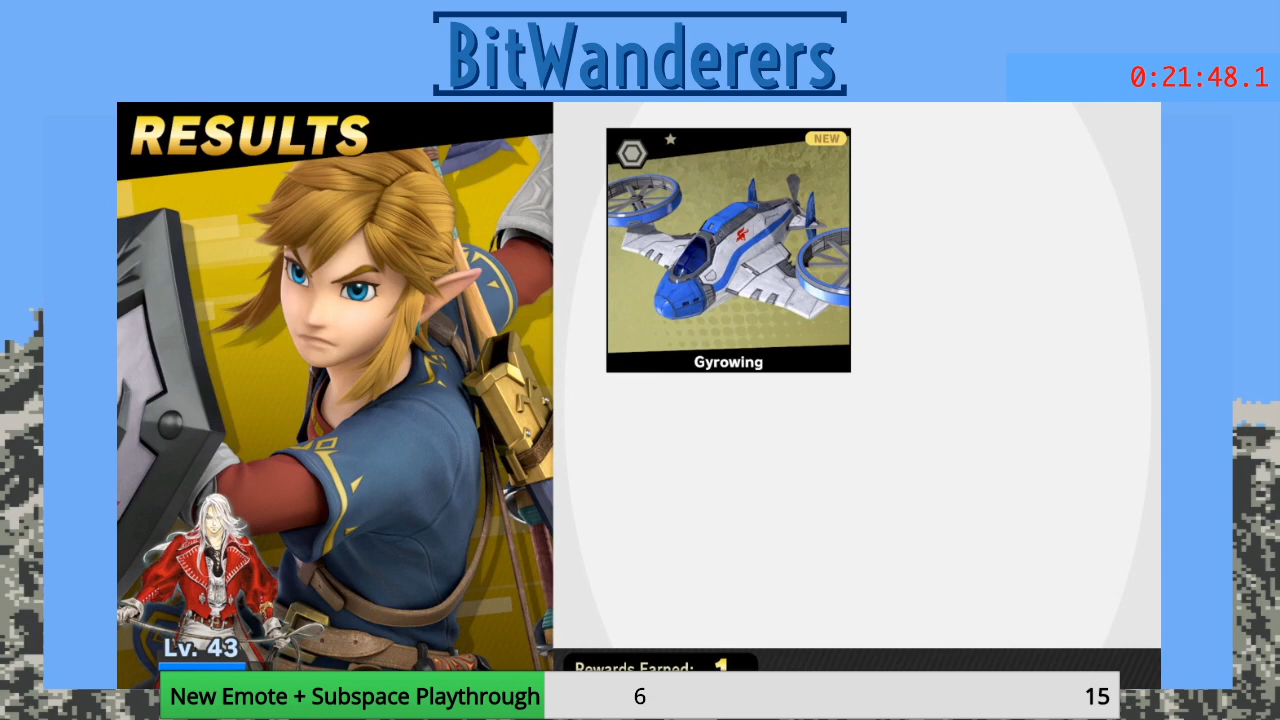 BitWanderers
0:21:48.1
RESULTS
NEW
Gyrowing
Lv. 43
Rewards Earned: 1
New Emote + Subspace Playthrough 6 15